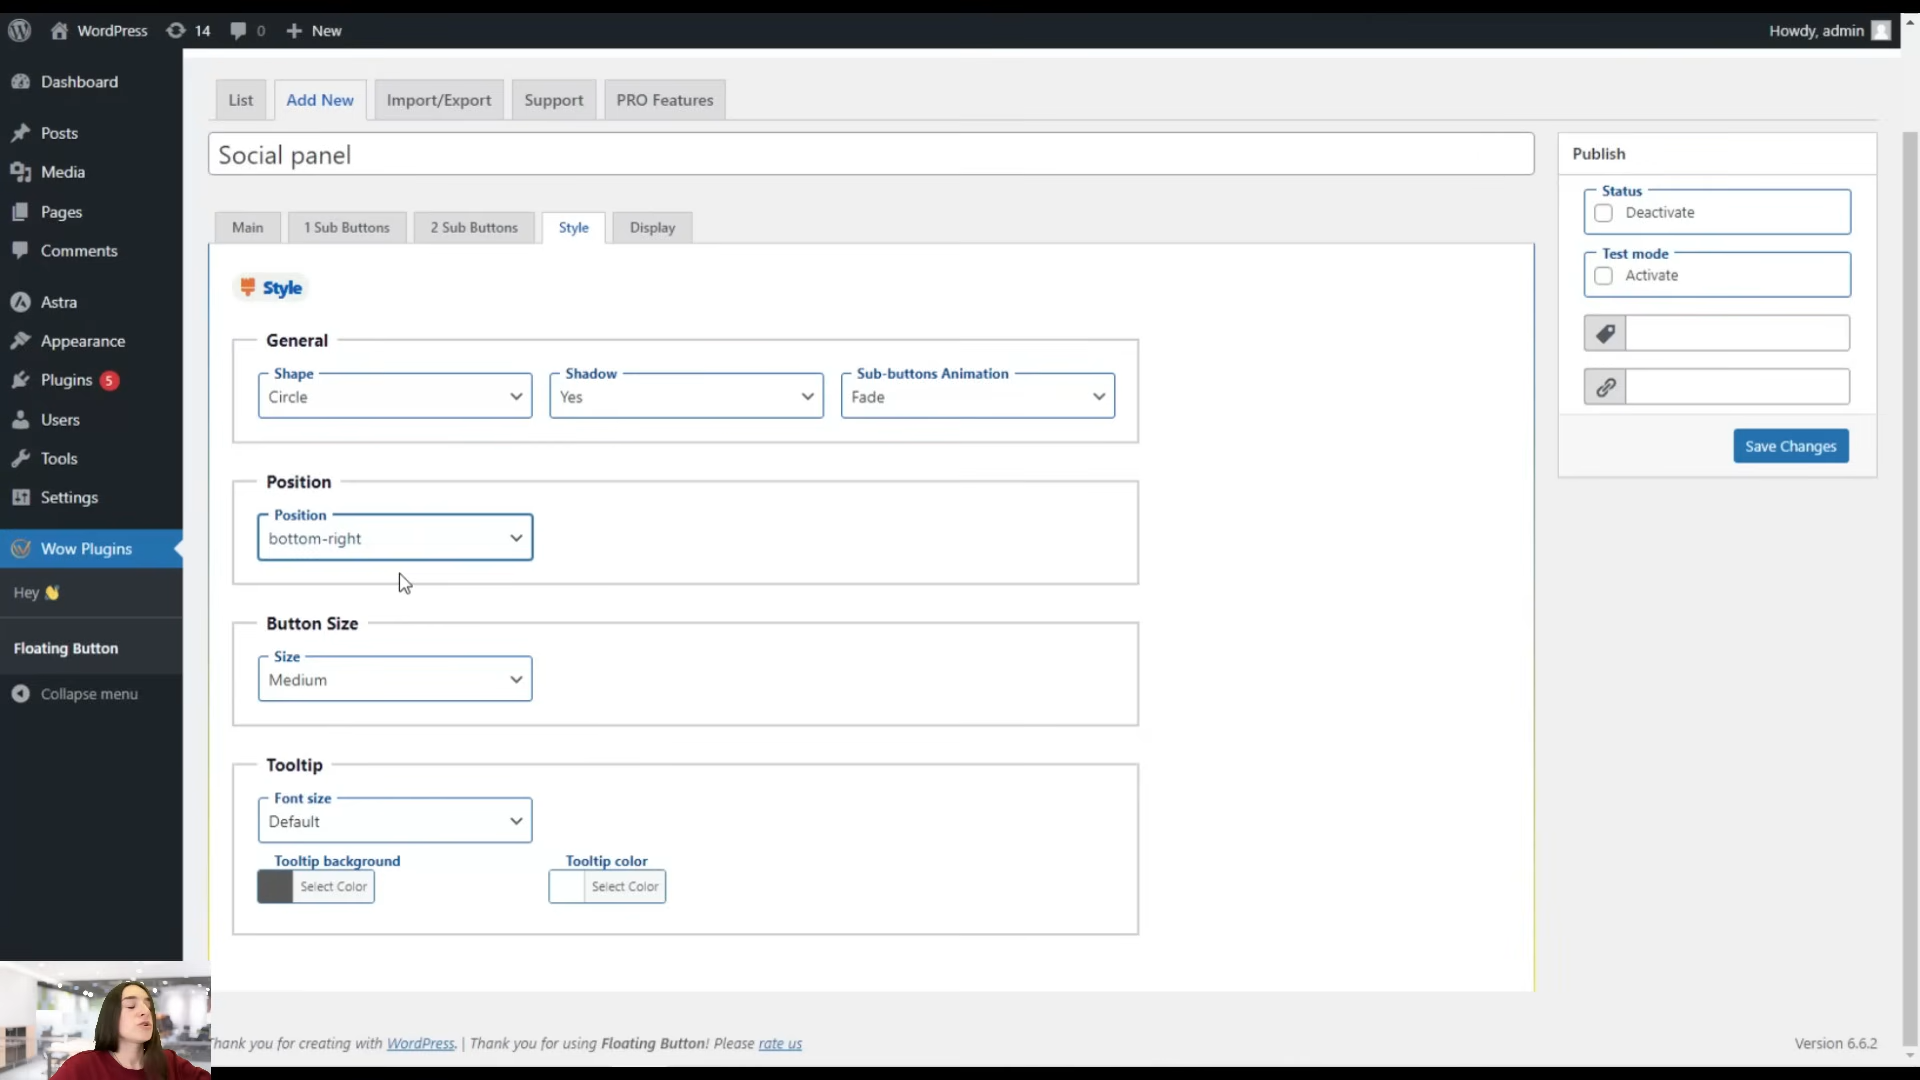 WordPress 14 0 New Howdy, admin
Dashboard
Posts
Media
Pages
Comments
Astra
Appearance
Plugins 5
Users
Tools
Settings
Wow Plugins
Hey 👋
Floating Button
Collapse menu
List Add New Import/Export Support PRO Features
Social panel
Main 1 Sub Buttons 2 Sub Buttons Style Display
Style
General
Shape Shadow Sub-buttons Animation
Circle Yes Fade
Position
Position
bottom-right
Button Size
Size
Medium
Tooltip
Font size
Default
Tooltip background Tooltip color
Select Color Select Color
Publish
Status
Deactivate
Test mode
Activate
Save Changes
Thank you for creating with WordPress. | Thank you for using Floating Button! Please rate us
Version 6.6.2